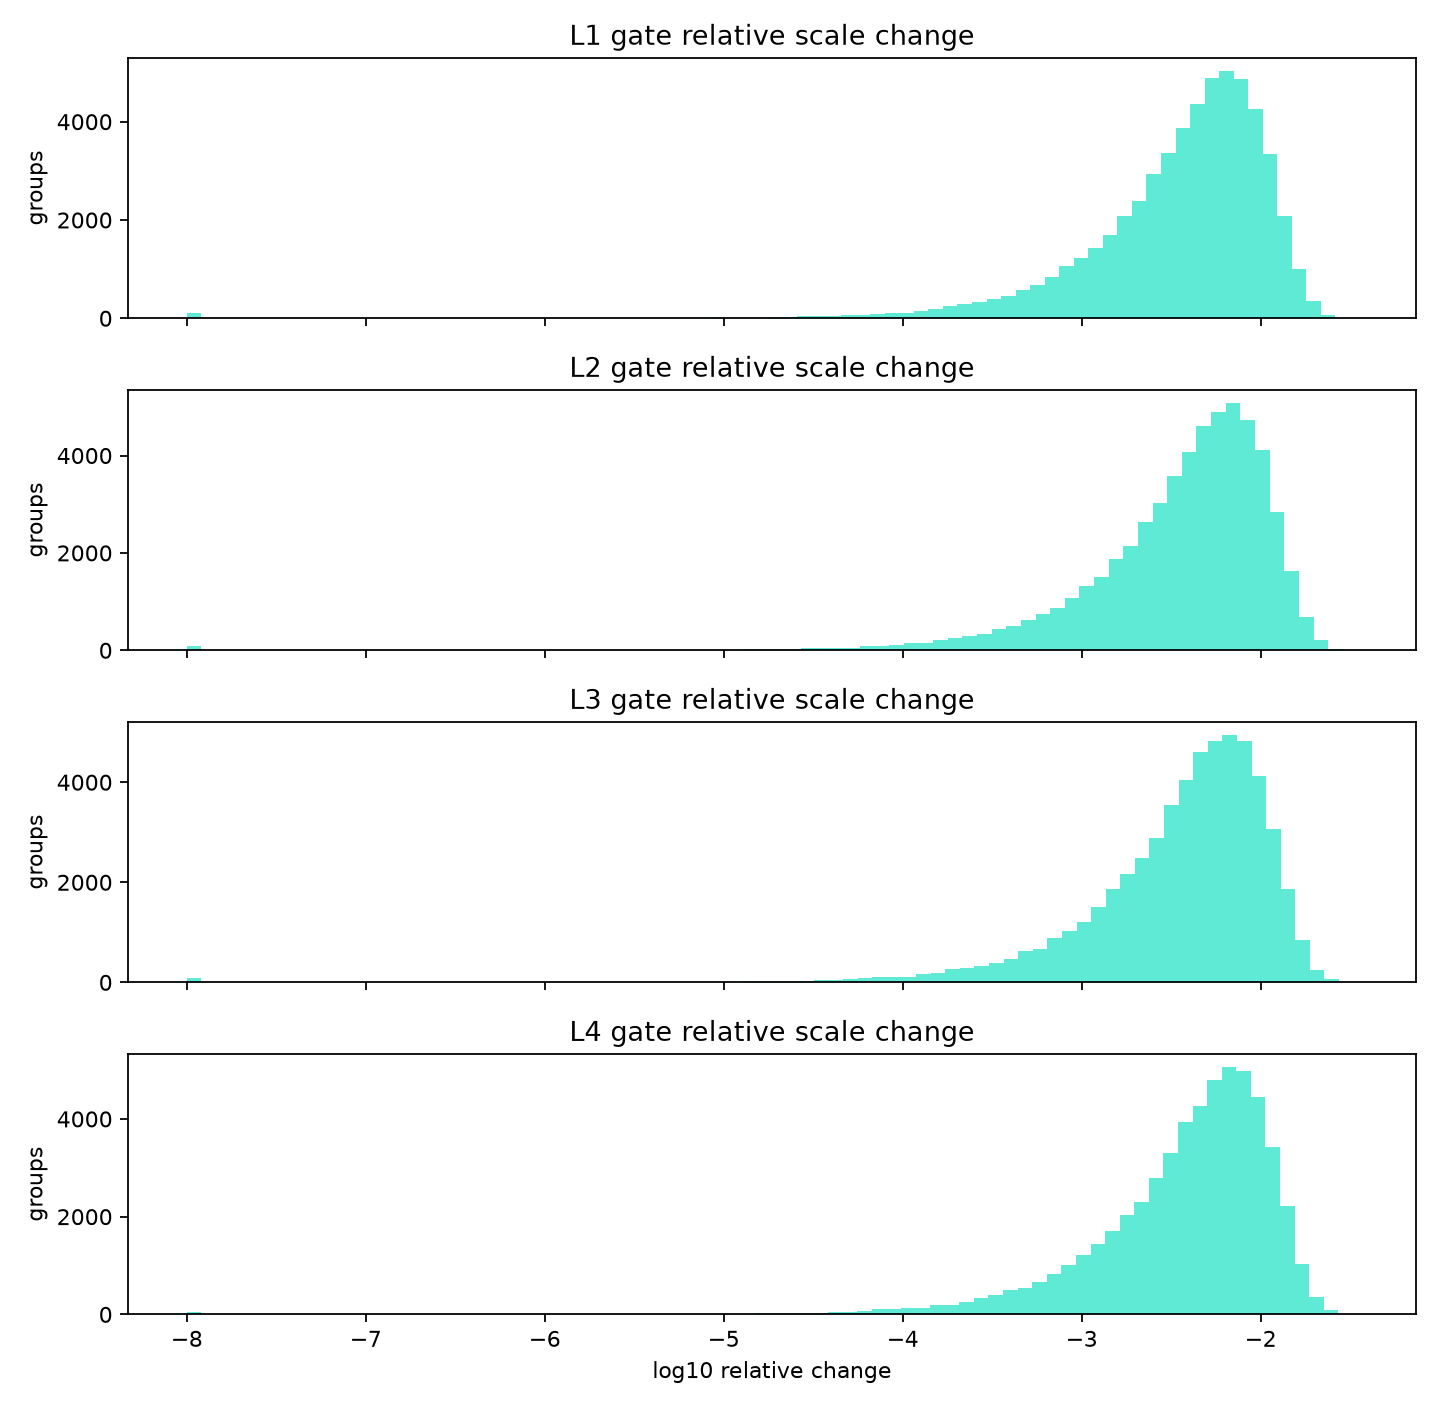 L1 gate relative scale change
4000
2000
0
groups
L2 gate relative scale change
4000
2000
0
groups
L3 gate relative scale change
4000
2000
0
groups
L4 gate relative scale change
4000
2000
0
groups
−8 −7 −6 −5 −4 −3 −2
log10 relative change